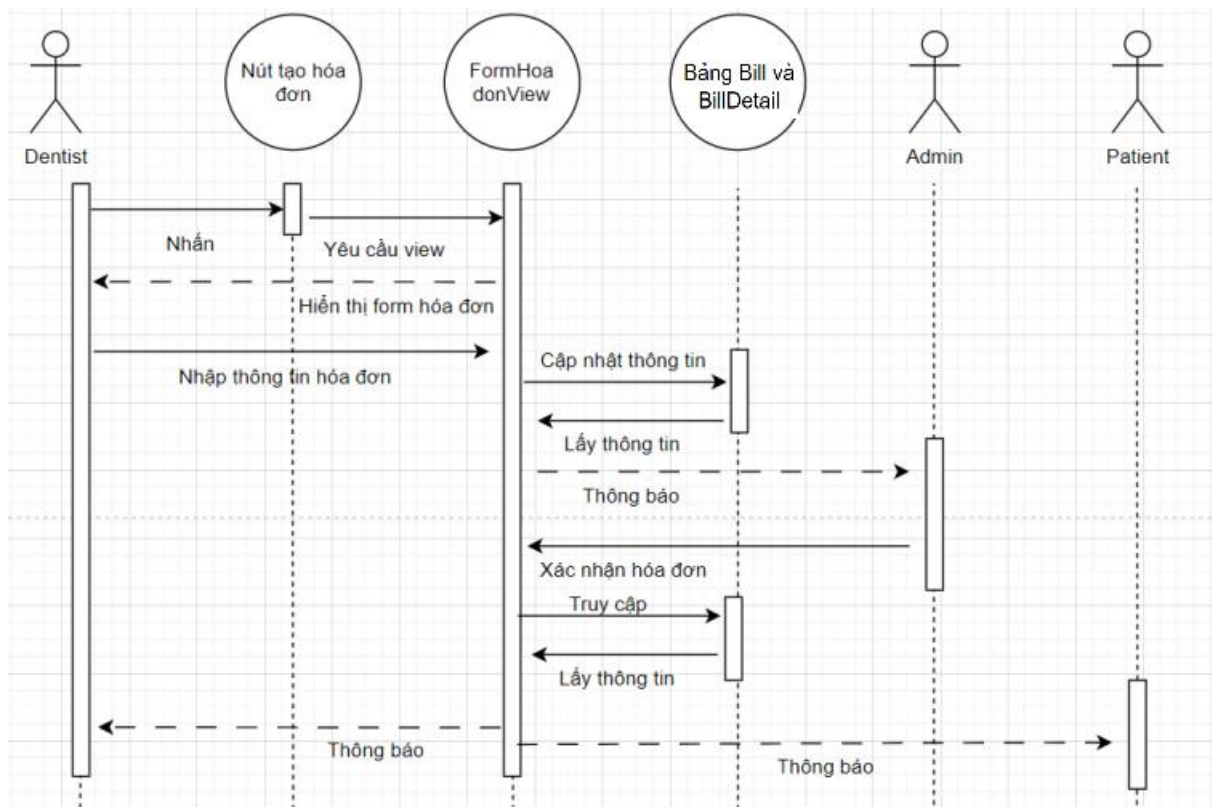 Nút tạo hóa
đơn
FormHoa
donView
Bảng Bill và
BillDetail
Dentist
Admin
Patient
Nhấn
Yêu cầu view
Hiển thị form hóa đơn
Nhập thông tin hóa đơn
Cập nhật thông tin
Lấy thông tin
Thông báo
Xác nhận hóa đơn
Truy cập
Lấy thông tin
Thông báo
Thông báo